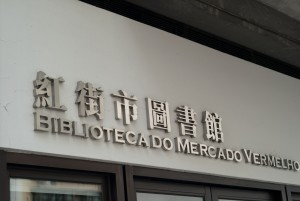 紅街市圖書館
BIBLIOTECA DO MERCADO VERMELHO